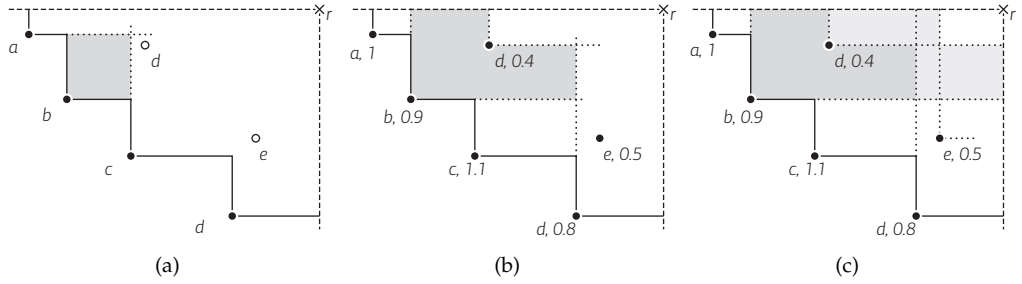 r
a
d
b
e
c
d
(a)
r
a, 1
d, 0.4
b, 0.9
e, 0.5
c, 1.1
d, 0.8
(b)
r
a, 1
d, 0.4
b, 0.9
e, 0.5
c, 1.1
d, 0.8
(c)